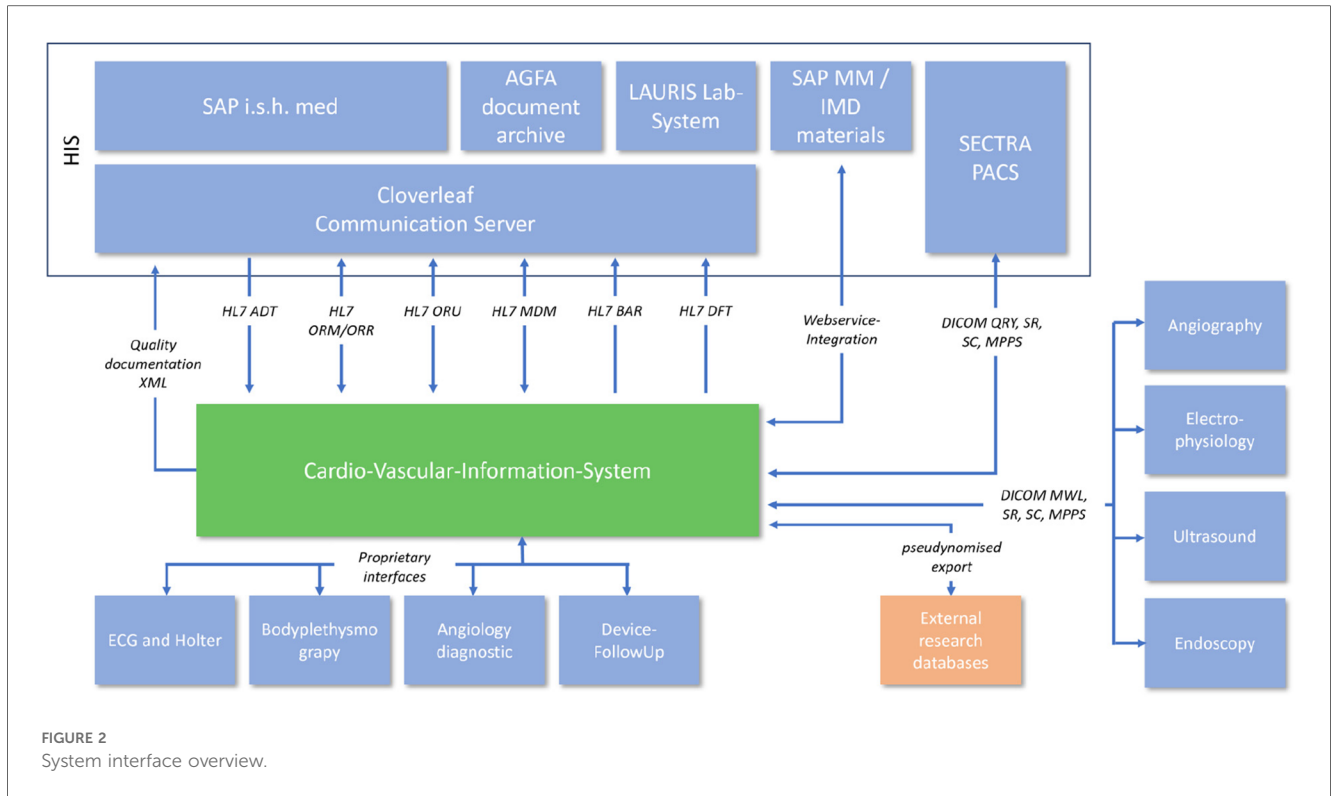 HIS
SAP i.s.h. med
AGFA
document
archive
LAURIS Lab-
System
SAP MM /
IMD
materials
SECTRA
PACS
Cloverleaf
Communication Server
Quality
documentation
XML
HL7 ADT
HL7
ORM/ORR
HL7 ORU
HL7 MDM
HL7 BAR
HL7 DFT
Webservice-
Integration
DICOM QRY, SR,
SC, MPPS
Angiography
Electro-
physiology
Ultrasound
Endoscopy
Cardio-Vascular-Information-System
DICOM MWL,
SR, SC, MPPS
Proprietary
interfaces
pseudynomised
export
ECG and Holter
Bodyplethysmo
grapy
Angiology
diagnostic
Device-
FollowUp
External
research
databases
FIGURE 2
System interface overview.